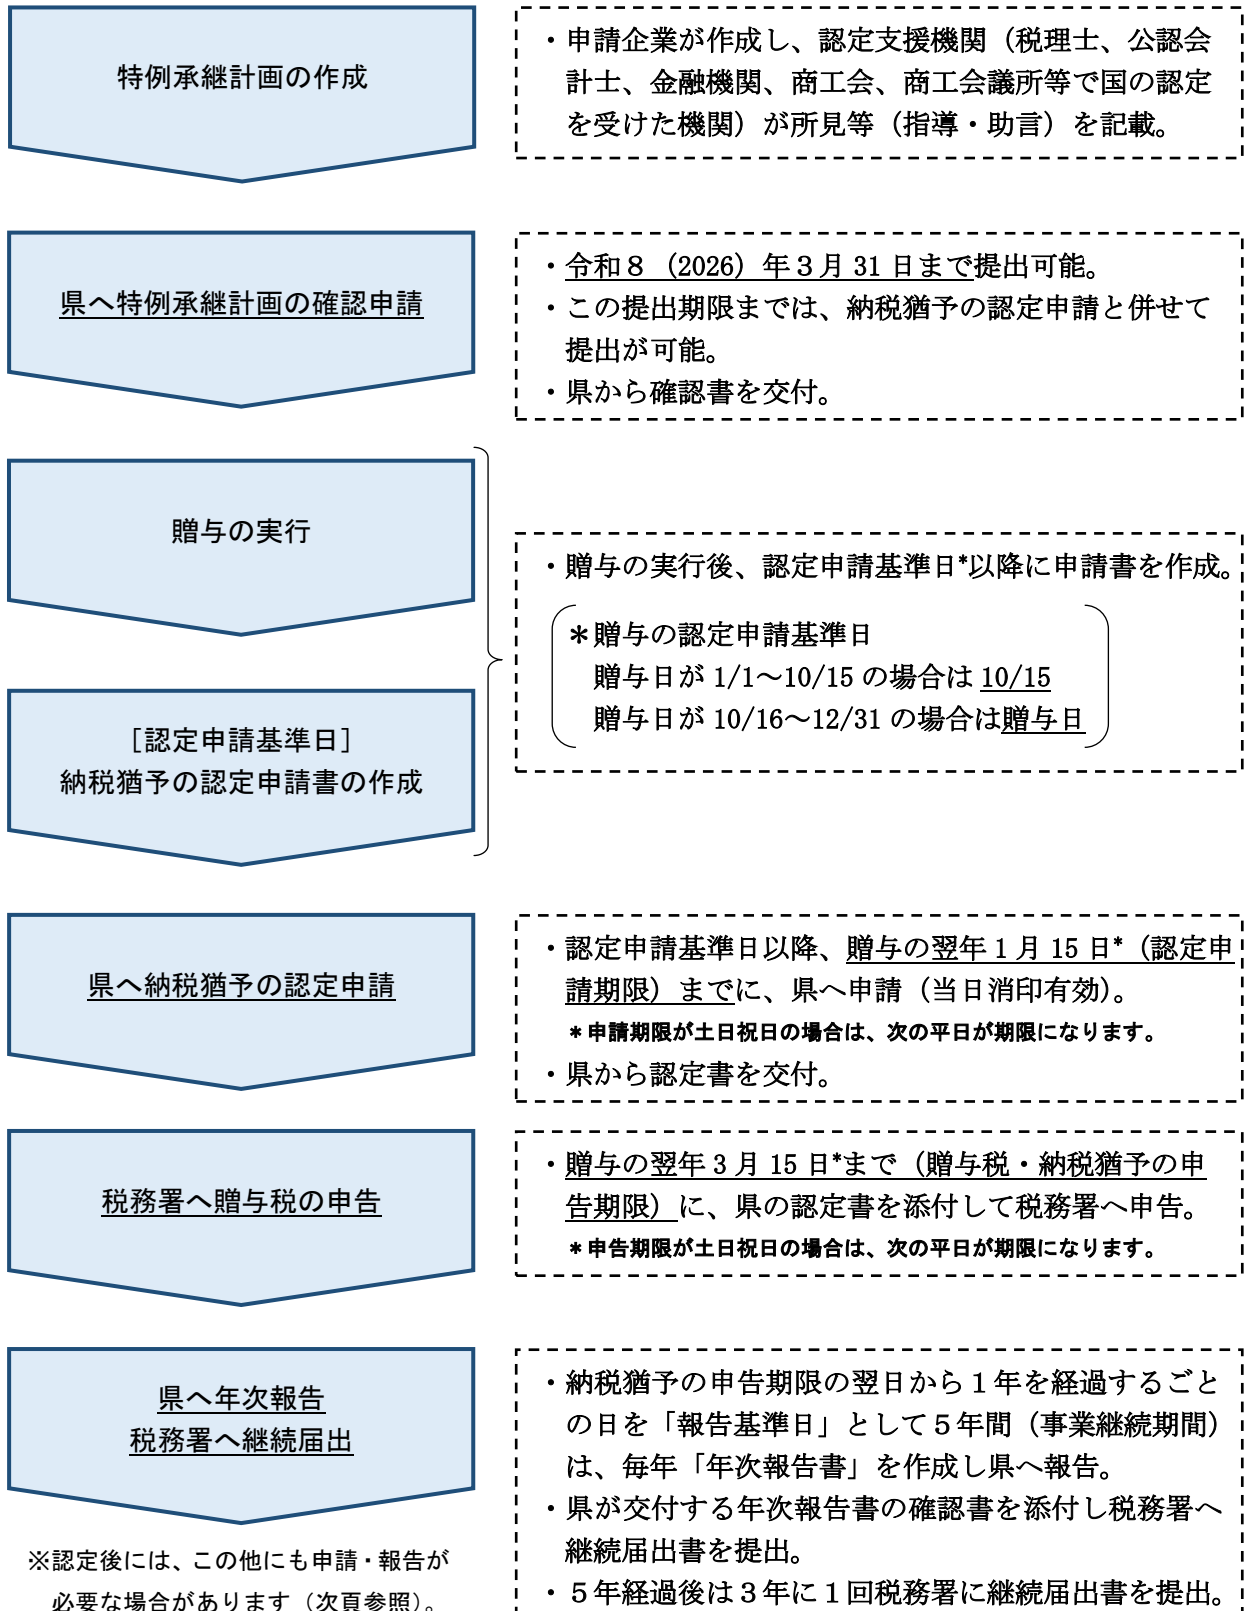 特例承継計画の作成
・申請企業が作成し、認定支援機関（税理士、公認会
計士、金融機関、商工会、商工会議所等で国の認定
を受けた機関）が所見等（指導・助言）を記載。
県へ特例承継計画の確認申請
・令和８（2026）年３月 31 日まで提出可能。
・この提出期限までは、納税猶予の認定申請と併せて
提出が可能。
・県から確認書を交付。
贈与の実行
［認定申請基準日］
納税猶予の認定申請書の作成
・贈与の実行後、認定申請基準日*以降に申請書を作成。
＊贈与の認定申請基準日
贈与日が 1/1～10/15 の場合は 10/15
贈与日が 10/16～12/31 の場合は贈与日
県へ納税猶予の認定申請
・認定申請基準日以降、贈与の翌年 1 月 15 日*（認定申
請期限）までに、県へ申請（当日消印有効）。
＊申請期限が土日祝日の場合は、次の平日が期限になります。
・県から認定書を交付。
税務署へ贈与税の申告
・贈与の翌年 3 月 15 日*まで（贈与税・納税猶予の申
告期限）に、県の認定書を添付して税務署へ申告。
＊申告期限が土日祝日の場合は、次の平日が期限になります。
県へ年次報告
税務署へ継続届出
・納税猶予の申告期限の翌日から１年を経過するごと
の日を「報告基準日」として５年間（事業継続期間）
は、毎年「年次報告書」を作成し県へ報告。
・県が交付する年次報告書の確認書を添付し税務署へ
継続届出書を提出。
・５年経過後は３年に１回税務署に継続届出書を提出。
※認定後には、この他にも申請・報告が
必要な場合があります（次頁参照）。